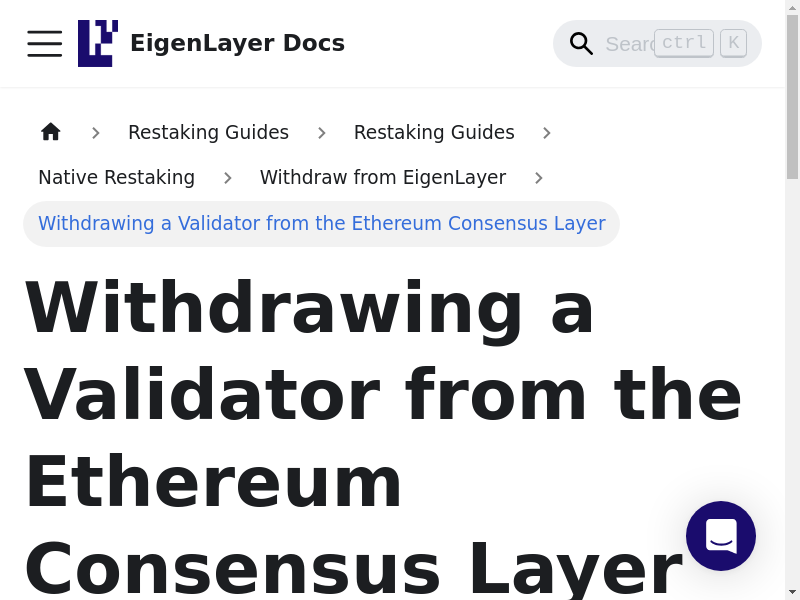 EigenLayer Docs
Sear ctrl K
Restaking Guides Restaking Guides
Native Restaking Withdraw from EigenLayer
Withdrawing a Validator from the Ethereum Consensus Layer
Withdrawing a
Validator from the
Ethereum
Consensus Layer